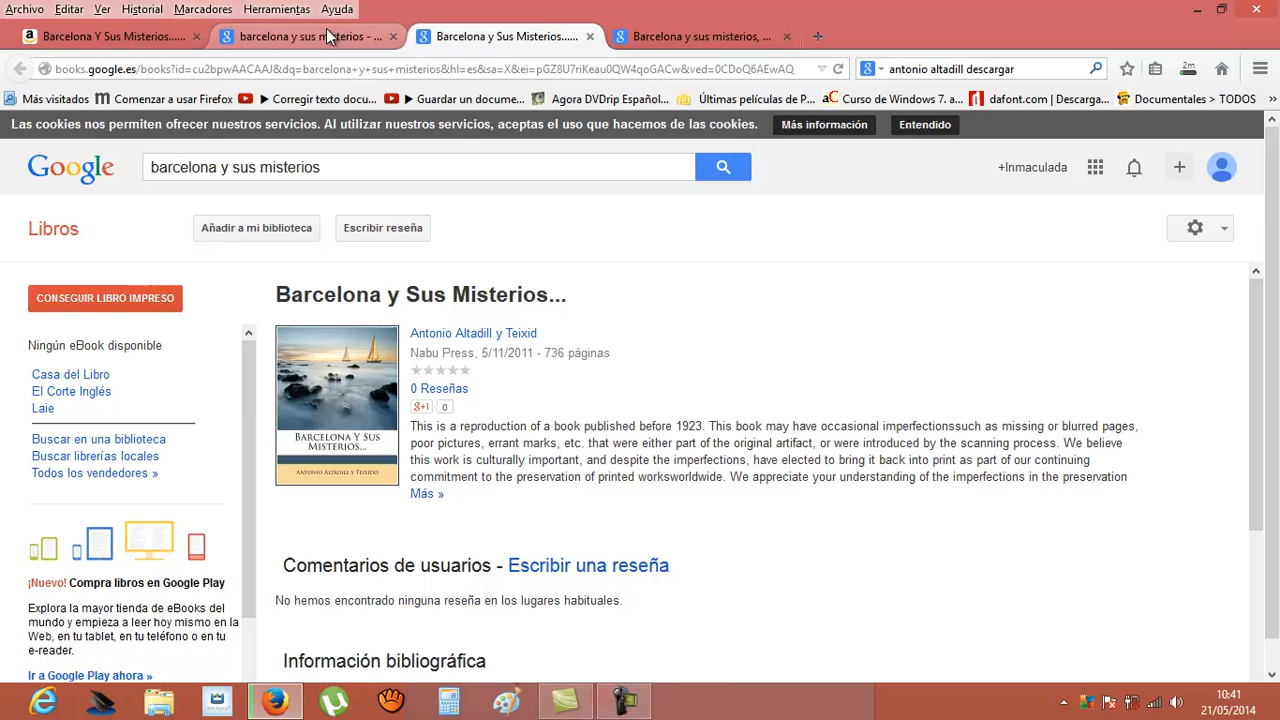 Archivo Editar Ver Historial Marcadores Herramientas Ayuda
Barcelona Y Sus Misterios...... barcelona y sus misterios - ... Barcelona y Sus Misterios...... Barcelona y sus misterios, ...
books.google.es/books?id=cu2bpwAACAAJ&dq=barcelona+y+sus+misterios&hl=es&sa=X&ei=pGZ8U7riKeau0QW4qoGACw&ved=0CDoQ6AEwAQ antonio altadill descargar 2m
Más visitados Comenzar a usar Firefox Corregir texto docu... Guardar un docume... Agora DVDrip Español... Últimas películas de P... Curso de Windows 7. a... dafont.com | Descarga... Documentales > TODOS
Las cookies nos permiten ofrecer nuestros servicios. Al utilizar nuestros servicios, aceptas el uso que hacemos de las cookies. Más información Entendido
Google barcelona y sus misterios +Inmaculada
Libros Añadir a mi biblioteca Escribir reseña
CONSEGUIR LIBRO IMPRESO
Ningún eBook disponible
Casa del Libro
El Corte Inglés
Laie
Buscar en una biblioteca
Buscar librerías locales
Todos los vendedores »
¡Nuevo! Compra libros en Google Play
Explora la mayor tienda de eBooks del
mundo y empieza a leer hoy mismo en la
Web, en tu tablet, en tu teléfono o en tu
e-reader.
Ir a Google Play ahora »
Barcelona y Sus Misterios...
BARCELONA Y SUS
MISTERIOS...
ANTONIO ALTADILL Y TEIXIDÓ
Antonio Altadill y Teixid
Nabu Press, 5/11/2011 - 736 páginas
0 Reseñas
g+1 0
This is a reproduction of a book published before 1923. This book may have occasional imperfectionssuch as missing or blurred pages,
poor pictures, errant marks, etc. that were either part of the original artifact, or were introduced by the scanning process. We believe
this work is culturally important, and despite the imperfections, have elected to bring it back into print as part of our continuing
commitment to the preservation of printed worksworldwide. We appreciate your understanding of the imperfections in the preservation
Más »
Comentarios de usuarios - Escribir una reseña
No hemos encontrado ninguna reseña en los lugares habituales.
Información bibliográfica
10:41
21/05/2014